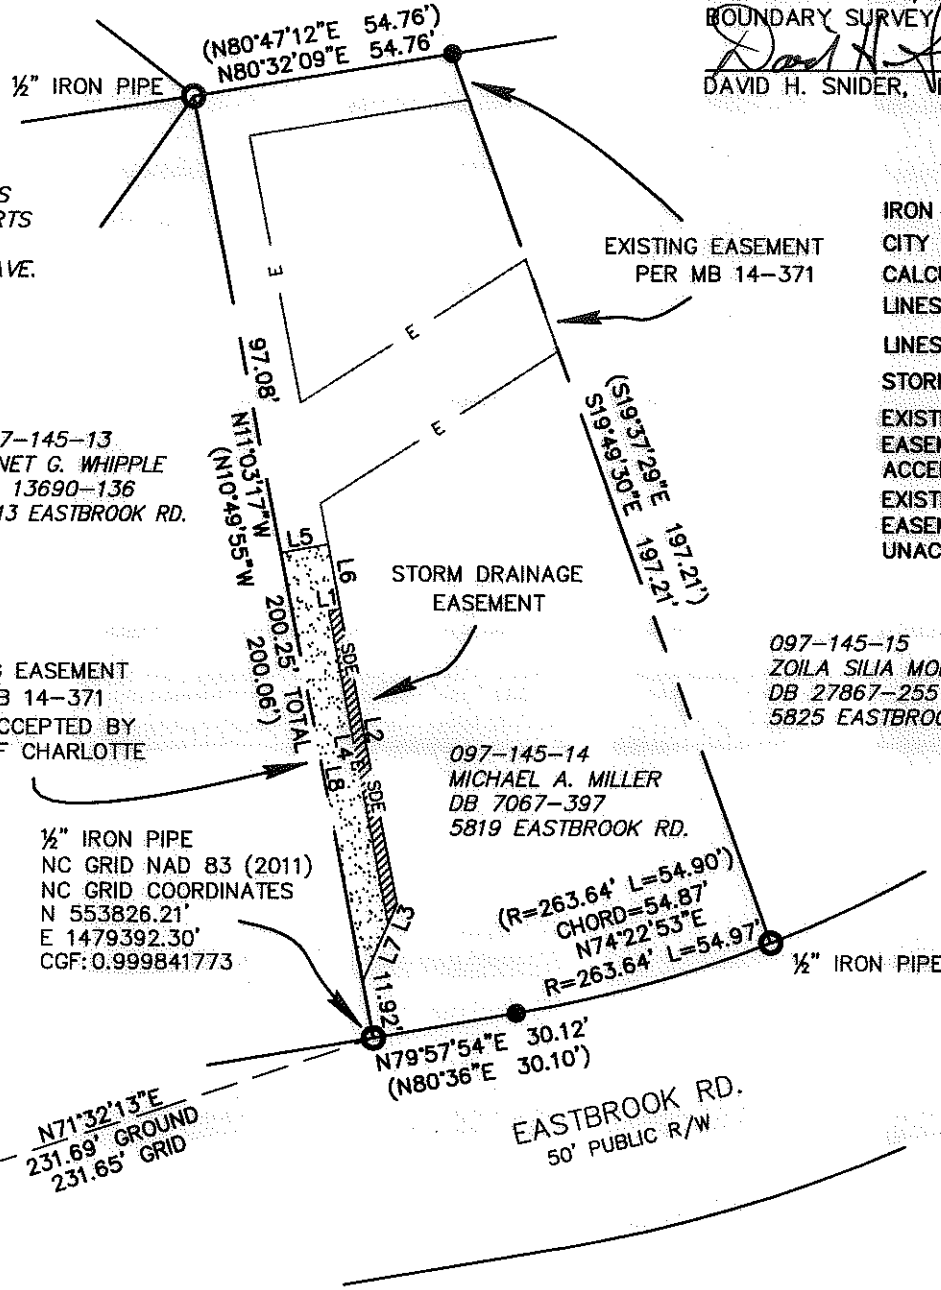 BOUNDARY SURVEY
DAVID H. SNIDER,
(N80°47'12"E 54.76')
N80°32'09"E 54.76'
½" IRON PIPE
S
RTS
AVE.
EXISTING EASEMENT
PER MB 14-371
IRON
CITY
CALCU
LINES
LINES
STORM
EXISTI
EASEM
ACCEP
EXISTI
EASEM
UNAC
E
E
E
97.08'
N11°03'17"W 200.25' TOTAL
(N10°49'55"W 200.06')
(S19°37'29"E 197.21')
S19°49'30"E 197.21'
7-145-13
NET G. WHIPPLE
13690-136
13 EASTBROOK RD.
L5
L6
L1
SDE
L2
L4
SDE
L8
L3
L7
11.92'
STORM DRAINAGE
EASEMENT
G EASEMENT
B 14-371
CCEPTED BY
F CHARLOTTE
097-145-15
ZOILA SILIA MO
DB 27867-255
5825 EASTBROO
097-145-14
MICHAEL A. MILLER
DB 7067-397
5819 EASTBROOK RD.
½" IRON PIPE
NC GRID NAD 83 (2011)
NC GRID COORDINATES
N 553826.21'
E 1479392.30'
CGF: 0.999841773
(R=263.64' L=54.90')
CHORD=54.87'
N74°22'53"E
R=263.64' L=54.97'
½" IRON PIPE
N79°57'54"E 30.12'
(N80°36"E 30.10')
N71°32'13"E
231.69' GROUND
231.65' GRID
EASTBROOK RD.
50' PUBLIC R/W